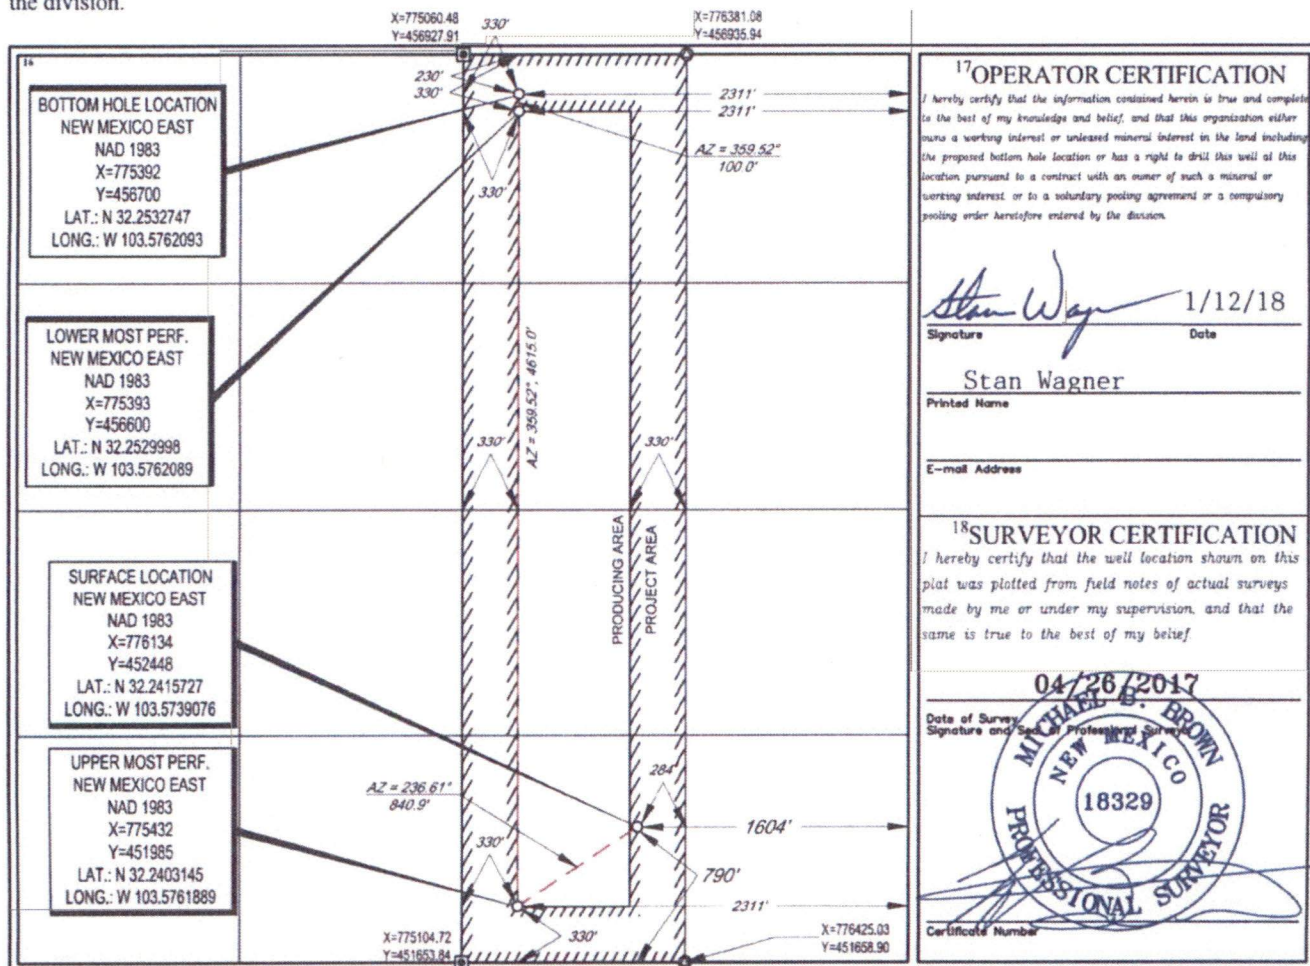 the division.
X=775060.48
Y=456927.91
330'
X=776381.08
Y=456935.94
16
BOTTOM HOLE LOCATION
NEW MEXICO EAST
NAD 1983
X=775392
Y=456700
LAT.: N 32.2532747
LONG.: W 103.5762093
230'
330'
2311'
2311'
AZ = 359.52°
100.0'
330'
LOWER MOST PERF.
NEW MEXICO EAST
NAD 1983
X=775393
Y=456600
LAT.: N 32.2529998
LONG.: W 103.5762089
AZ = 359.52°, 4615.0'
330'
330'
PRODUCING AREA
PROJECT AREA
SURFACE LOCATION
NEW MEXICO EAST
NAD 1983
X=776134
Y=452448
LAT.: N 32.2415727
LONG.: W 103.5739076
UPPER MOST PERF.
NEW MEXICO EAST
NAD 1983
X=775432
Y=451985
LAT.: N 32.2403145
LONG.: W 103.5761889
AZ = 236.61°
840.9'
284'
1604'
330'
790'
2311'
330'
X=775104.72
Y=451653.84
X=776425.03
Y=451658.90
17 OPERATOR CERTIFICATION
I hereby certify that the information contained herein is true and complete
to the best of my knowledge and belief, and that this organization either
owns a working interest or unleased mineral interest in the land including
the proposed bottom hole location or has a right to drill this well at this
location pursuant to a contract with an owner of such a mineral or
working interest, or to a voluntary pooling agreement or a compulsory
pooling order heretofore entered by the division.
Stan Wagner 1/12/18
Signature Date
Stan Wagner
Printed Name
E-mail Address
18 SURVEYOR CERTIFICATION
I hereby certify that the well location shown on this
plat was plotted from field notes of actual surveys
made by me or under my supervision, and that the
same is true to the best of my belief.
04/26/2017
Date of Survey
Signature and Seal of Professional Surveyor
MICHAEL B. BROWN
NEW MEXICO
18329
PROFESSIONAL SURVEYOR
Certificate Number